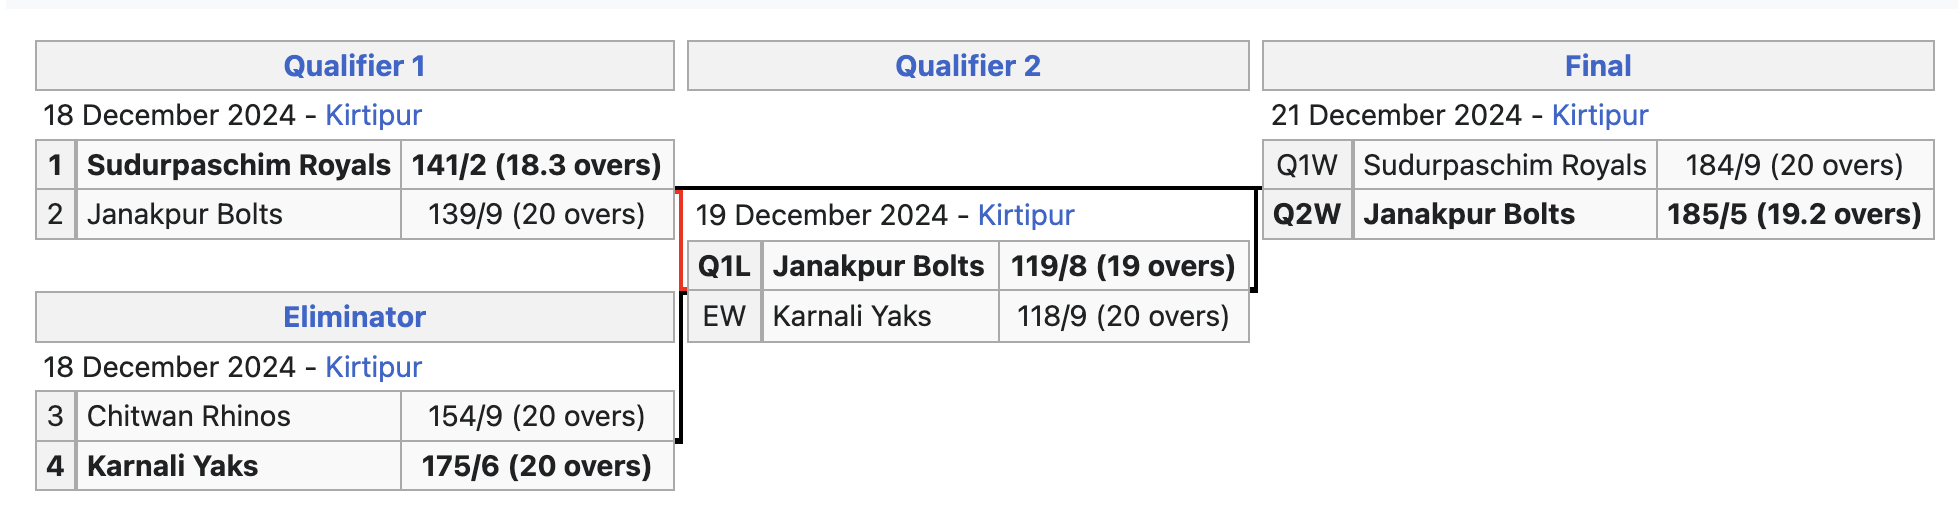 Qualifier 1
18 December 2024 - Kirtipur
1 Sudurpaschim Royals 141/2 (18.3 overs)
2 Janakpur Bolts 139/9 (20 overs)
Eliminator
18 December 2024 - Kirtipur
3 Chitwan Rhinos 154/9 (20 overs)
4 Karnali Yaks 175/6 (20 overs)
Qualifier 2
19 December 2024 - Kirtipur
Q1L Janakpur Bolts 119/8 (19 overs)
EW Karnali Yaks 118/9 (20 overs)
Final
21 December 2024 - Kirtipur
Q1W Sudurpaschim Royals 184/9 (20 overs)
Q2W Janakpur Bolts 185/5 (19.2 overs)